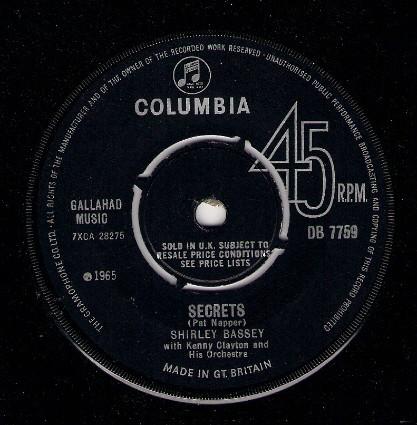 THE GRAMOPHONE CO. LTD. · ALL RIGHTS OF THE MANUFACTURER AND OF THE OWNER OF THE RECORDED WORK RESERVED · UNAUTHORISED PUBLIC PERFORMANCE BROADCASTING AND COPYING OF THIS RECORD PROHIBITED
COLUMBIA
45
R.P.M.
GALLAHAD
MUSIC
7XCA 28275
DB 7759
SOLD IN U.K. SUBJECT TO
RESALE PRICE CONDITIONS
SEE PRICE LISTS
℗ 1965
SECRETS
(Pat Napper)
SHIRLEY BASSEY
with Kenny Clayton and
His Orchestra
MADE IN GT. BRITAIN